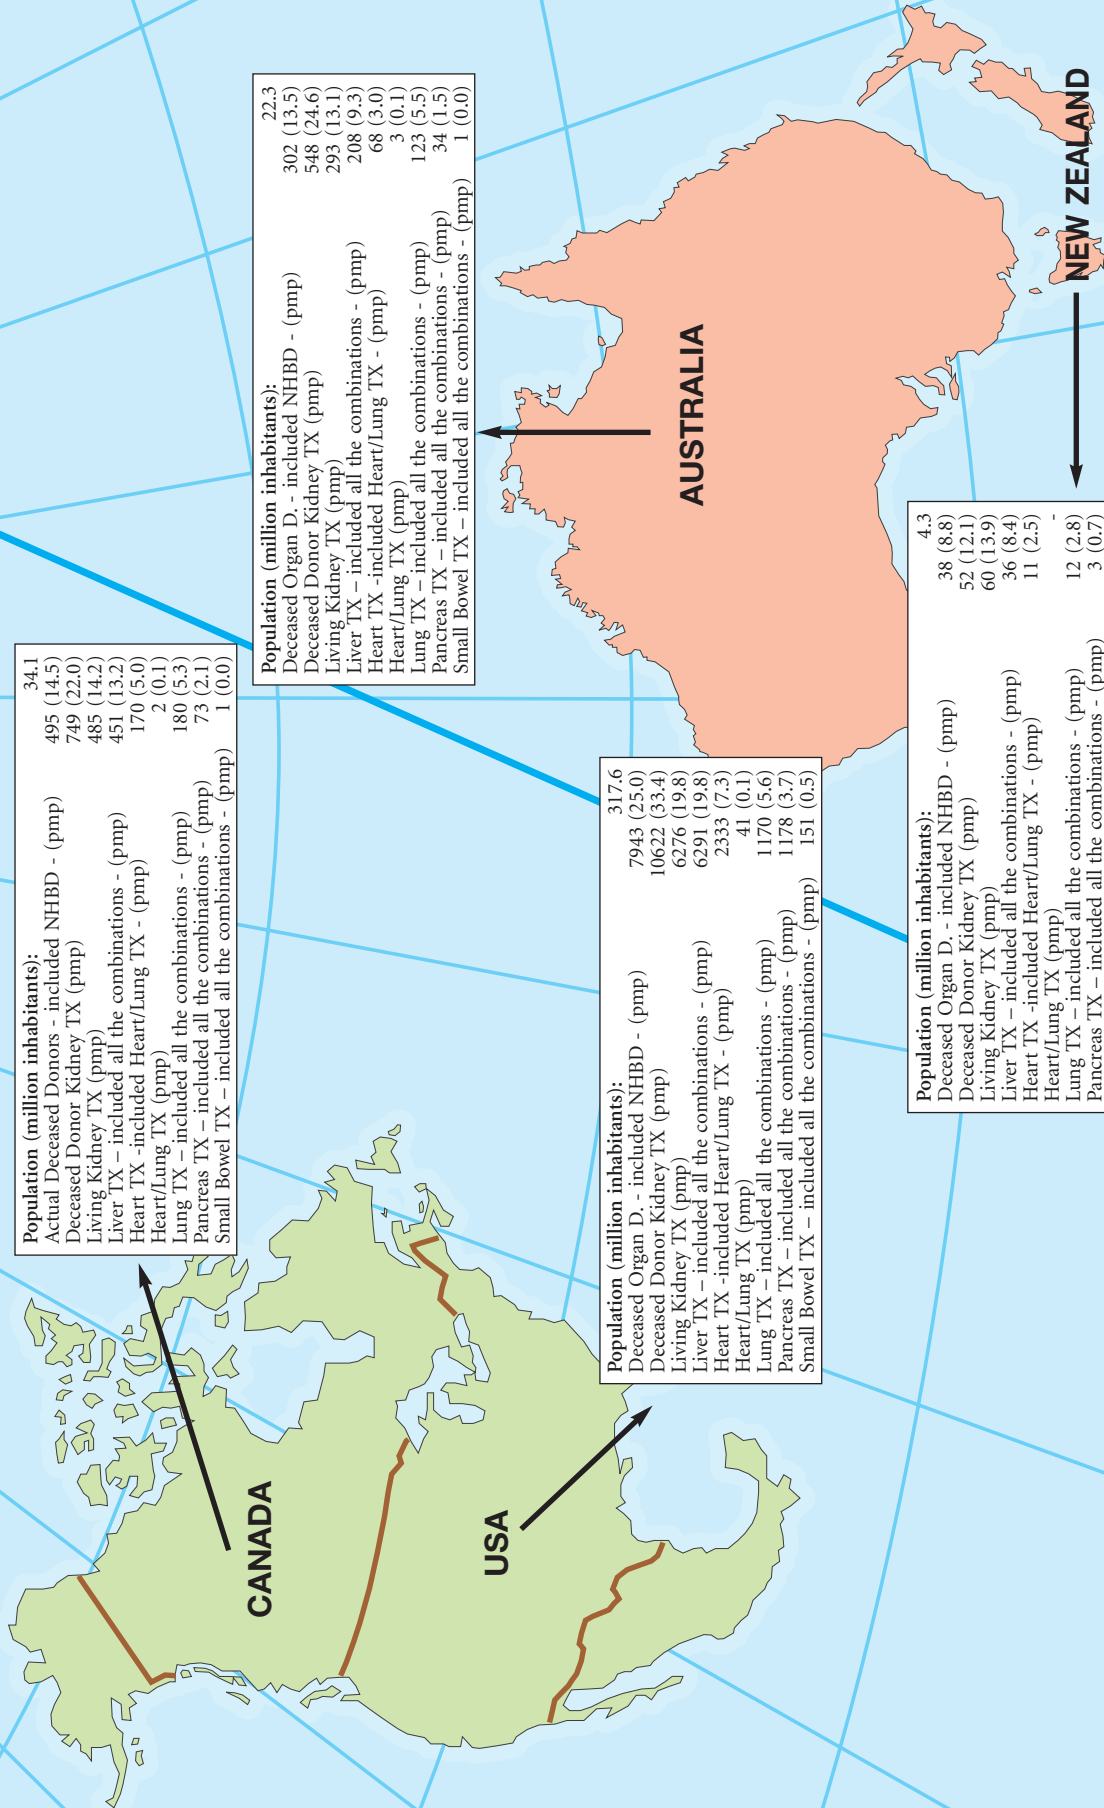 Population (million inhabitants): 34.1
Actual Deceased Donors - included NHBD - (pmp) 495 (14.5)
Deceased Donor Kidney TX (pmp) 749 (22.0)
Living Kidney TX (pmp) 485 (14.2)
Liver TX – included all the combinations - (pmp) 451 (13.2)
Heart TX -included Heart/Lung TX - (pmp) 170 (5.0)
Heart/Lung TX (pmp) 2 (0.1)
Lung TX – included all the combinations - (pmp) 180 (5.3)
Pancreas TX – included all the combinations - (pmp) 73 (2.1)
Small Bowel TX – included all the combinations - (pmp) 1 (0.0)
CANADA
Population (million inhabitants): 22.3
Deceased Organ D. - included NHBD - (pmp) 302 (13.5)
Deceased Donor Kidney TX (pmp) 548 (24.6)
Living Kidney TX (pmp) 293 (13.1)
Liver TX – included all the combinations - (pmp) 208 (9.3)
Heart TX -included Heart/Lung TX - (pmp) 68 (3.0)
Heart/Lung TX (pmp) 3 (0.1)
Lung TX – included all the combinations - (pmp) 123 (5.5)
Pancreas TX – included all the combinations - (pmp) 34 (1.5)
Small Bowel TX – included all the combinations - (pmp) 1 (0.0)
USA
AUSTRALIA
Population (million inhabitants): 317.6
Deceased Organ D. - included NHBD - (pmp) 7943 (25.0)
Deceased Donor Kidney TX (pmp) 10622 (33.4)
Living Kidney TX (pmp) 6276 (19.8)
Liver TX – included all the combinations - (pmp) 6291 (19.8)
Heart TX -included Heart/Lung TX - (pmp) 2333 (7.3)
Heart/Lung TX (pmp) 41 (0.1)
Lung TX – included all the combinations - (pmp) 1170 (5.6)
Pancreas TX – included all the combinations - (pmp) 1178 (3.7)
Small Bowel TX – included all the combinations - (pmp) 151 (0.5)
Population (million inhabitants): 4.3
Deceased Organ D. - included NHBD - (pmp) 38 (8.8)
Deceased Donor Kidney TX (pmp) 52 (12.1)
Living Kidney TX (pmp) 60 (13.9)
Liver TX – included all the combinations - (pmp) 36 (8.4)
Heart TX -included Heart/Lung TX - (pmp) 11 (2.5)
Heart/Lung TX (pmp) -
Lung TX – included all the combinations - (pmp) 12 (2.8)
Pancreas TX – included all the combinations - (pmp) 3 (0.7)
NEW ZEALAND